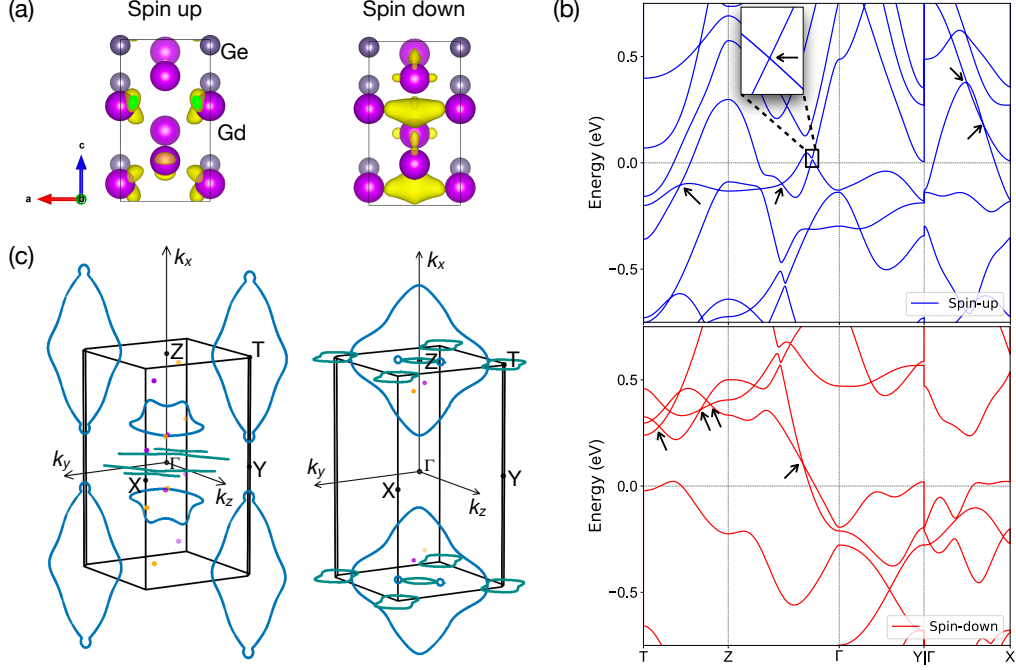 (a)
Spin up
Spin down
Ge
Gd
c
a
b
(b)
Energy (eV)
0.5
0.0
−0.5
Spin-up
Energy (eV)
0.5
0.0
−0.5
Spin-down
T
Z
Γ
Y|Γ
X
(c)
kx
Z
T
ky
Γ
X
Y
kz
kx
Z
T
ky
Γ
X
Y
kz